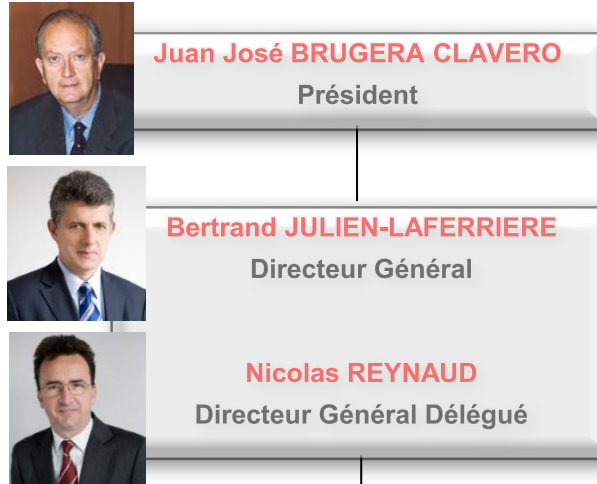 Juan José BRUGERA CLAVERO
Président
Bertrand JULIEN-LAFERRIERE
Directeur Général
Nicolas REYNAUD
Directeur Général Délégué